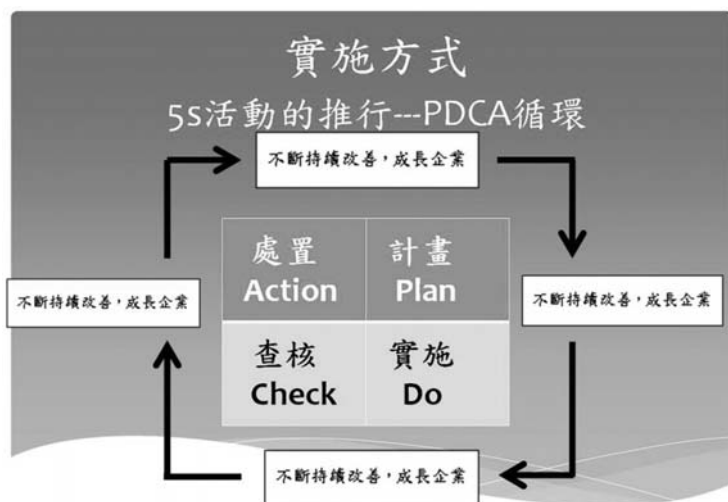 實施方式
5s活動的推行---PDCA循環
不斷持續改善，成長企業
處置
Action
計畫
Plan
不斷持續改善，成長企業
不斷持續改善，成長企業
查核
Check
實施
Do
不斷持續改善，成長企業